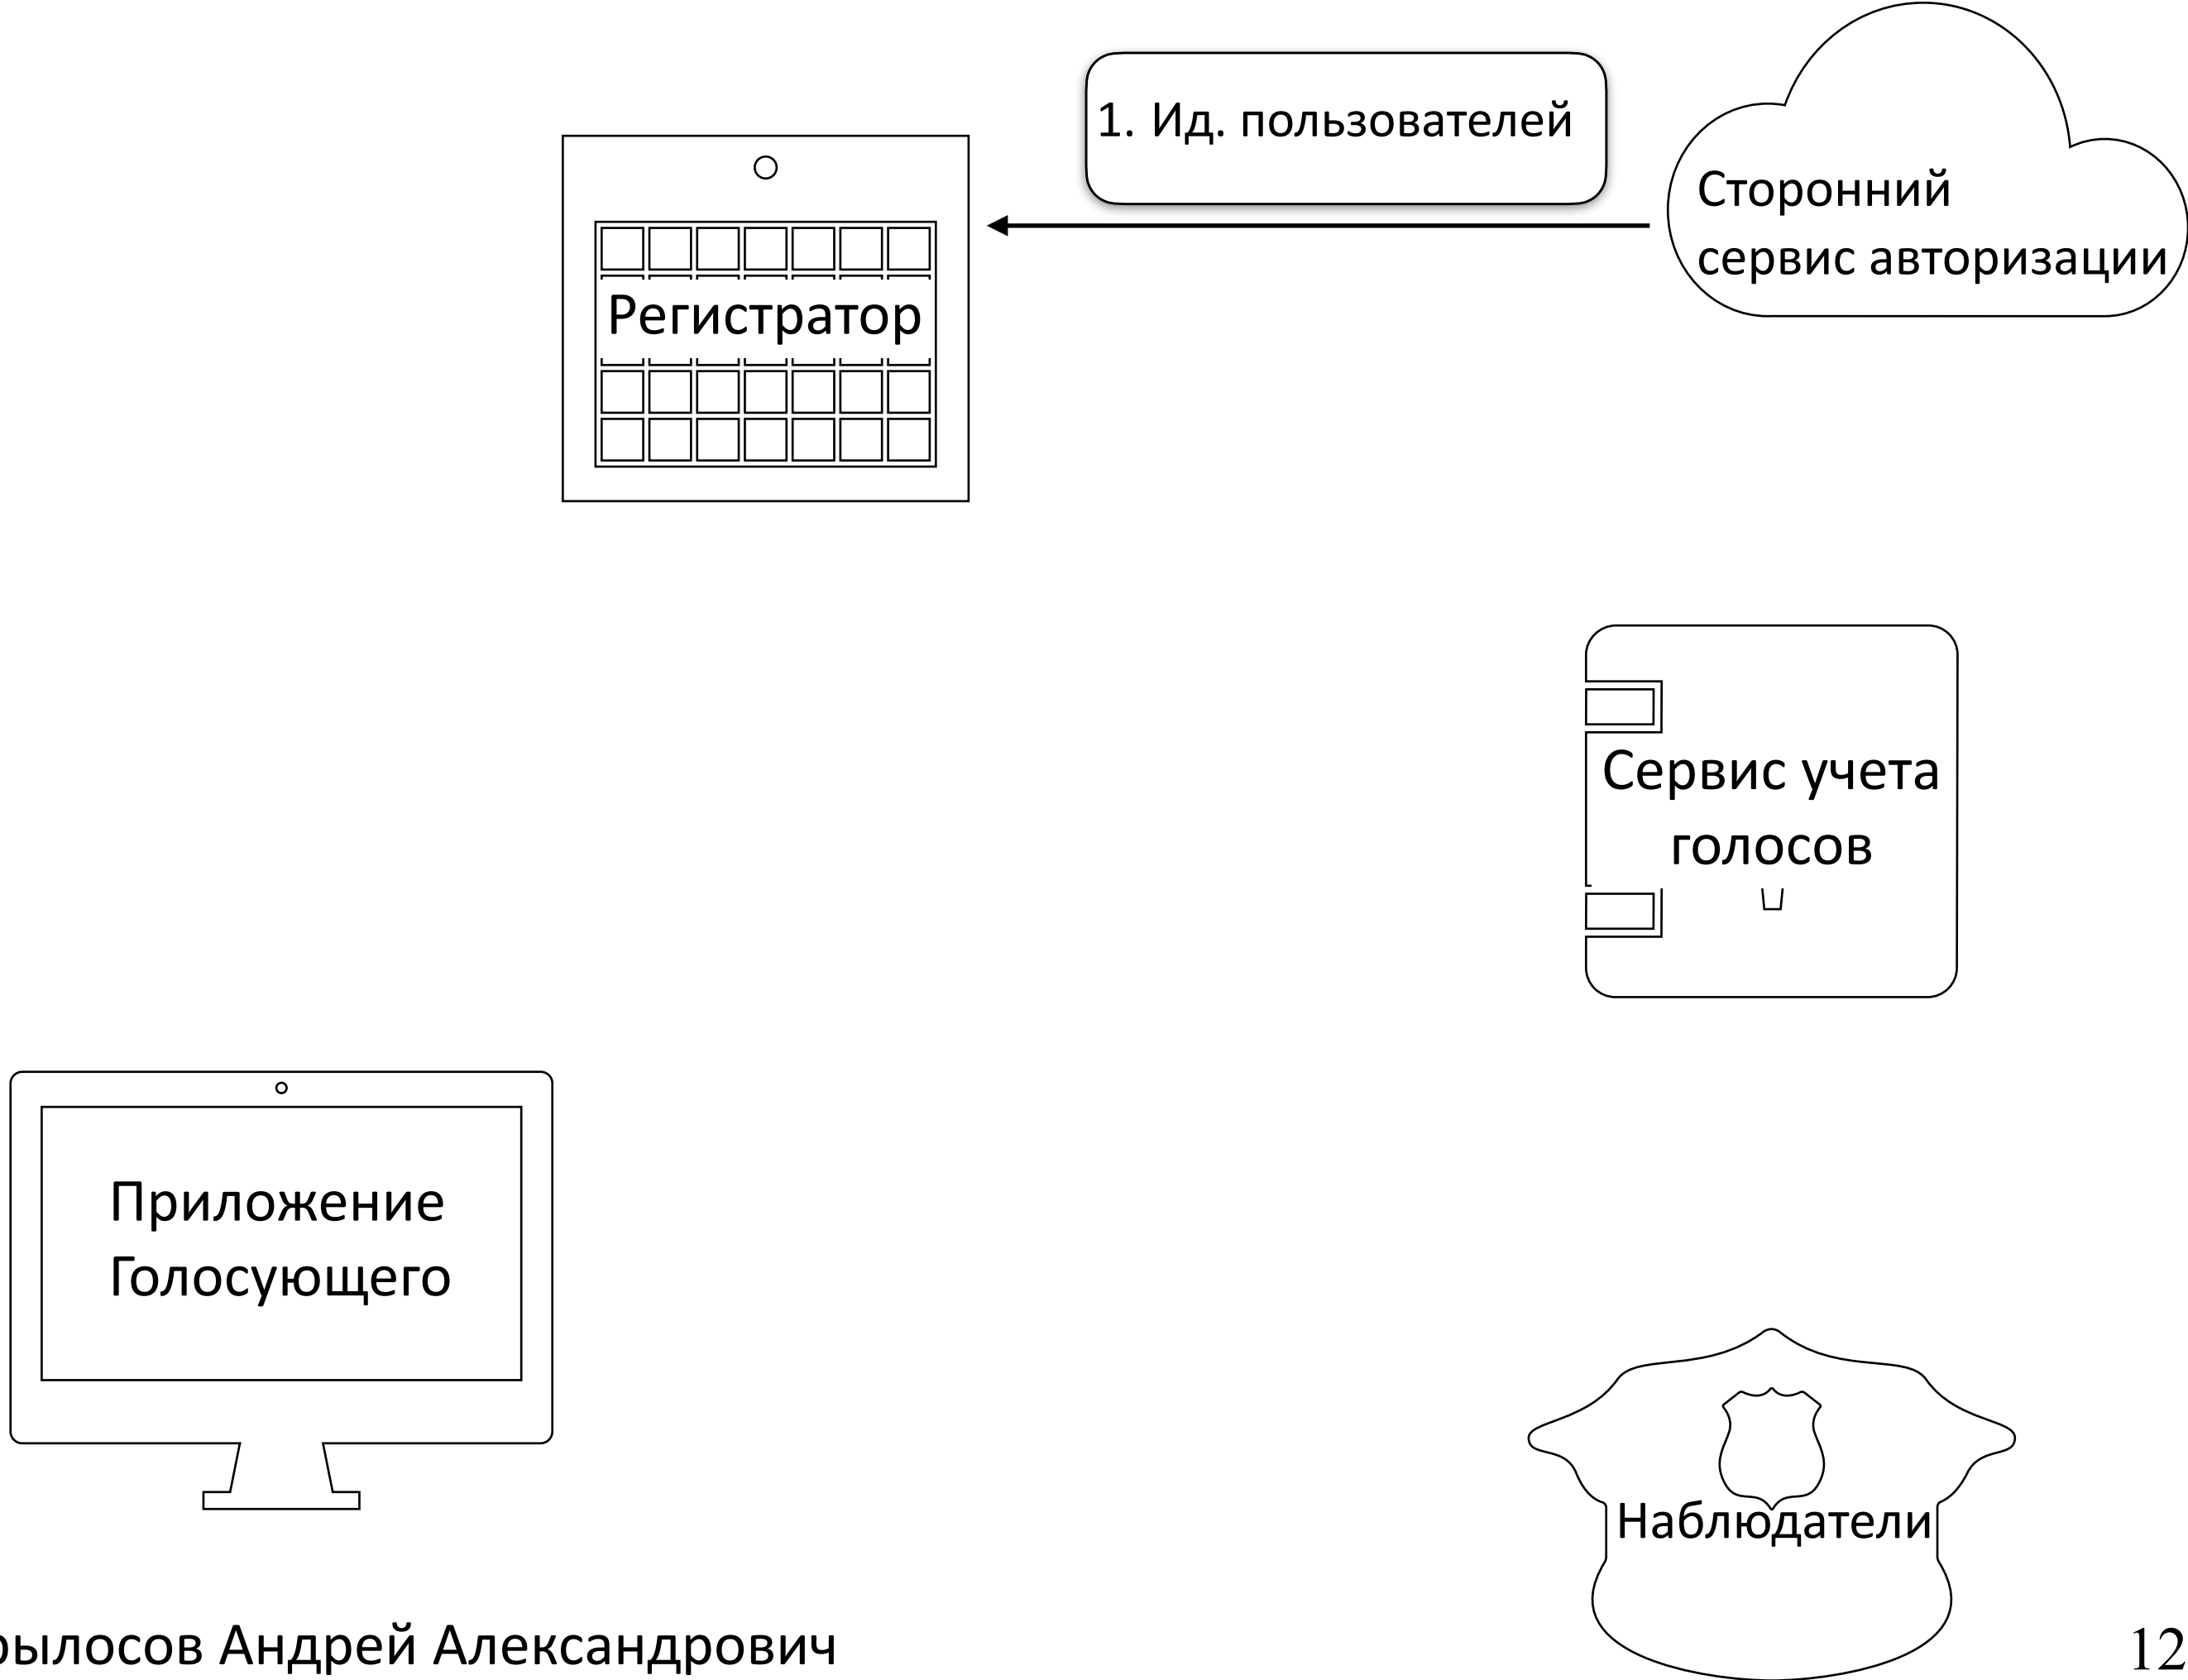 1. Ид. пользователей
Сторонний
сервис авторизации
Регистратор
Сервис учета
голосов
Приложение
Голосующего
Наблюдатели
Андрей Александрович
12